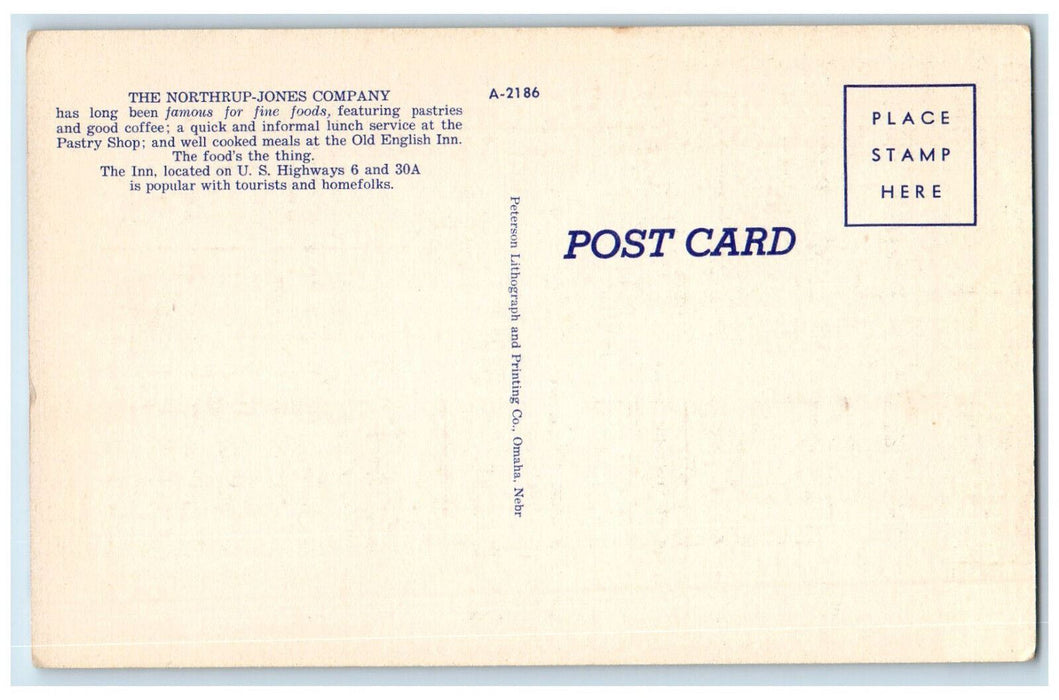 THE NORTHRUP-JONES COMPANY
has long been famous for fine foods, featuring pastries
and good coffee; a quick and informal lunch service at the
Pastry Shop; and well cooked meals at the Old English Inn.
The food's the thing.
The Inn, located on U. S. Highways 6 and 30A
is popular with tourists and homefolks.
A-2186
Peterson Lithograph and Printing Co., Omaha, Nebr
POST CARD
PLACE
STAMP
HERE